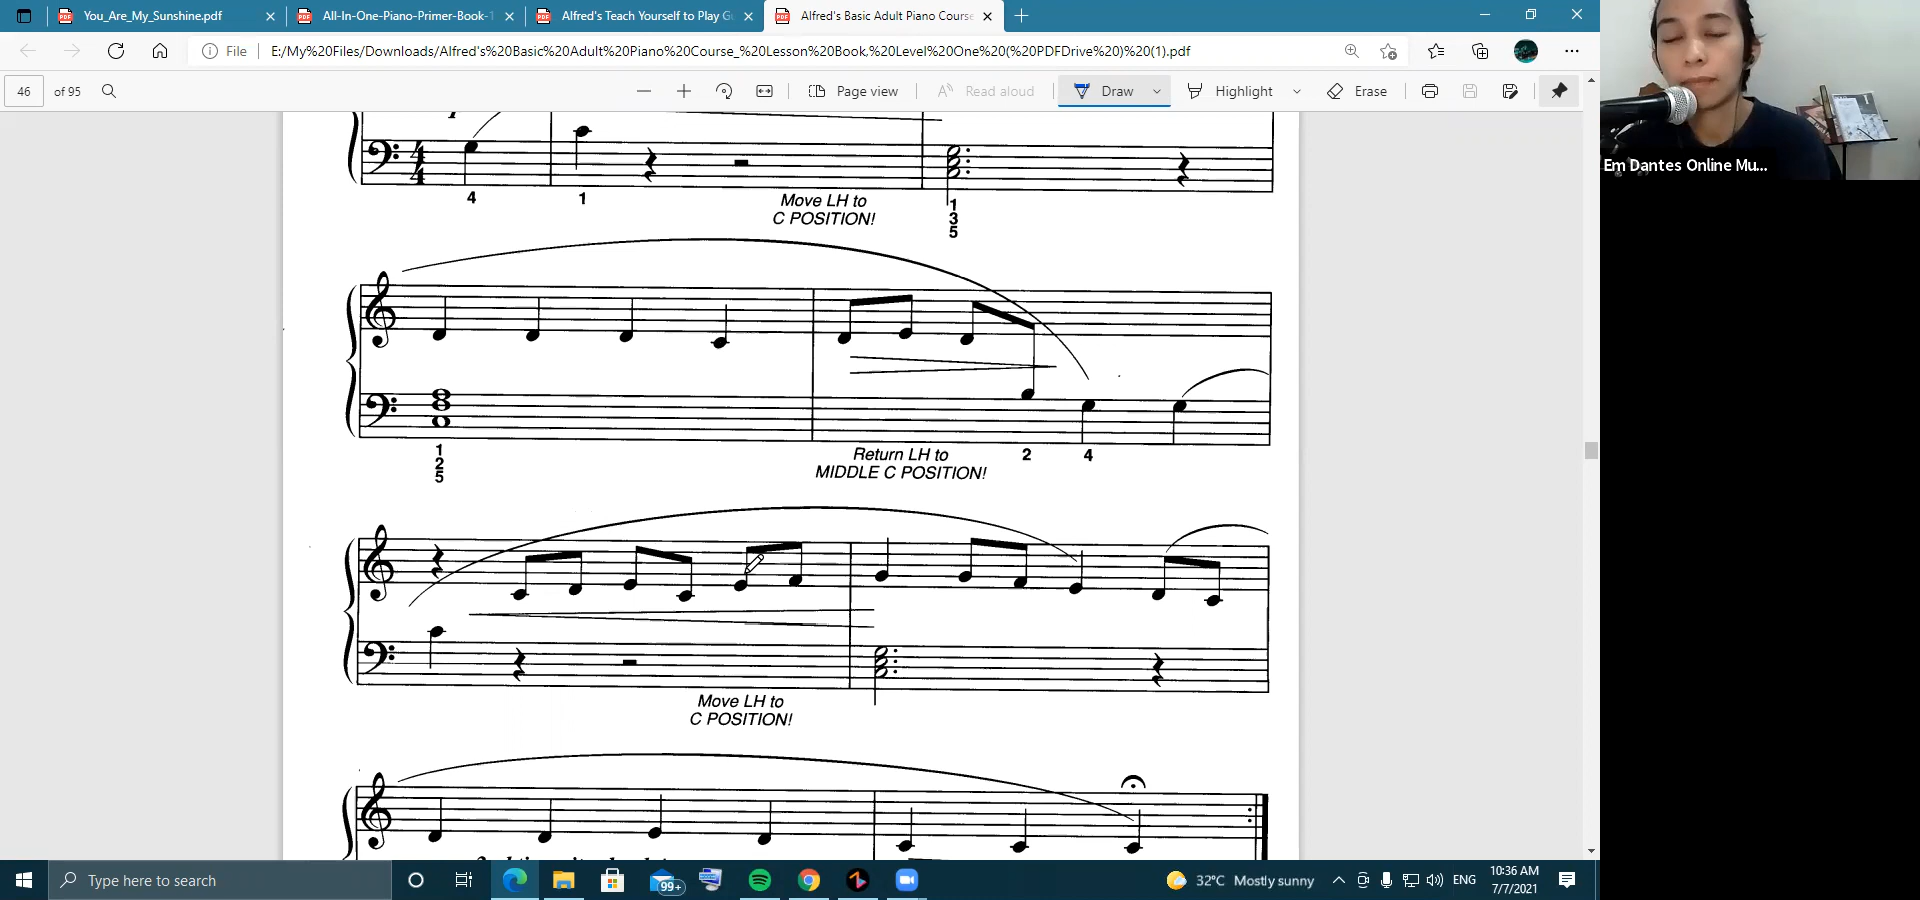 You_Are_My_Sunshine.pdf
All-In-One-Piano-Primer-Book-1
Alfred's Teach Yourself to Play Gu
Alfred's Basic Adult Piano Course
File
E:/My%20Files/Downloads/Alfred's%20Basic%20Adult%20Piano%20Course_%20Lesson%20Book,%20Level%20One%20(%20PDFDrive%20)%20(1).pdf
46 of 95
Page view
Read aloud
Draw
Highlight
Erase
Em Dantes Online Mu...
4
4
4 1
Move LH to
C POSITION!
1
3
5
1
2
5
Return LH to
MIDDLE C POSITION!
2 4
Move LH to
C POSITION!
Type here to search
99+
32°C Mostly sunny
ENG
10:36 AM
7/7/2021